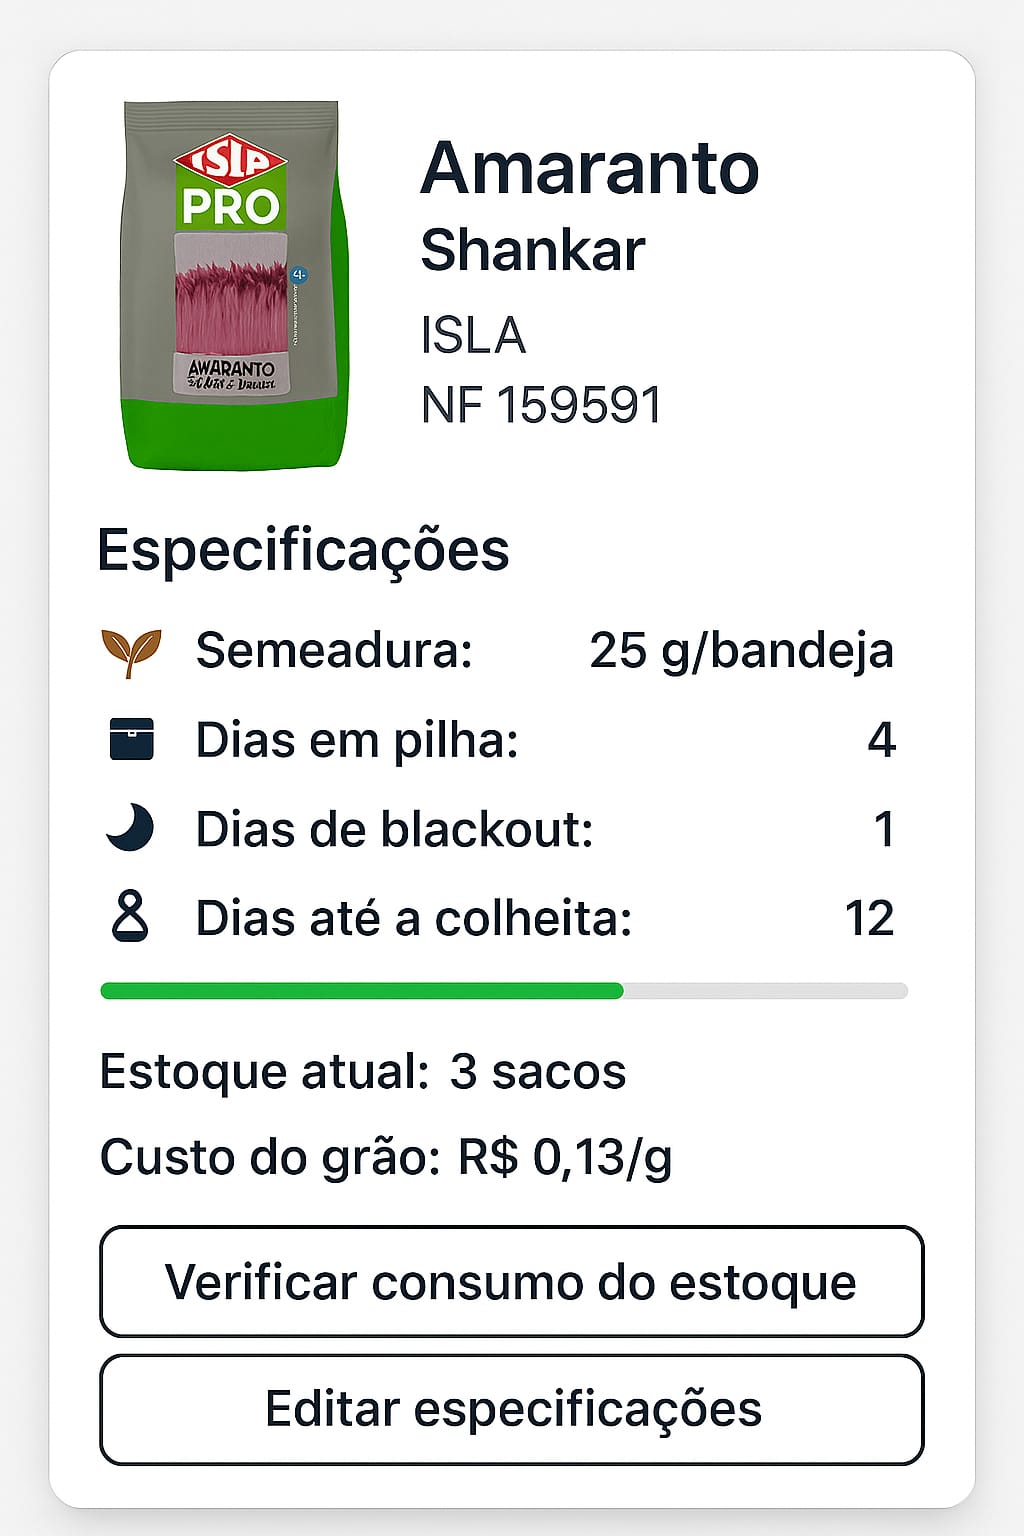 ISLA
PRO
4
AWARANTO
Amaranto
Shankar
ISLA
NF 159591
Especificações
Semeadura: 25 g/bandeja
Dias em pilha: 4
Dias de blackout: 1
Dias até a colheita: 12
Estoque atual: 3 sacos
Custo do grão: R$ 0,13/g
Verificar consumo do estoque
Editar especificações